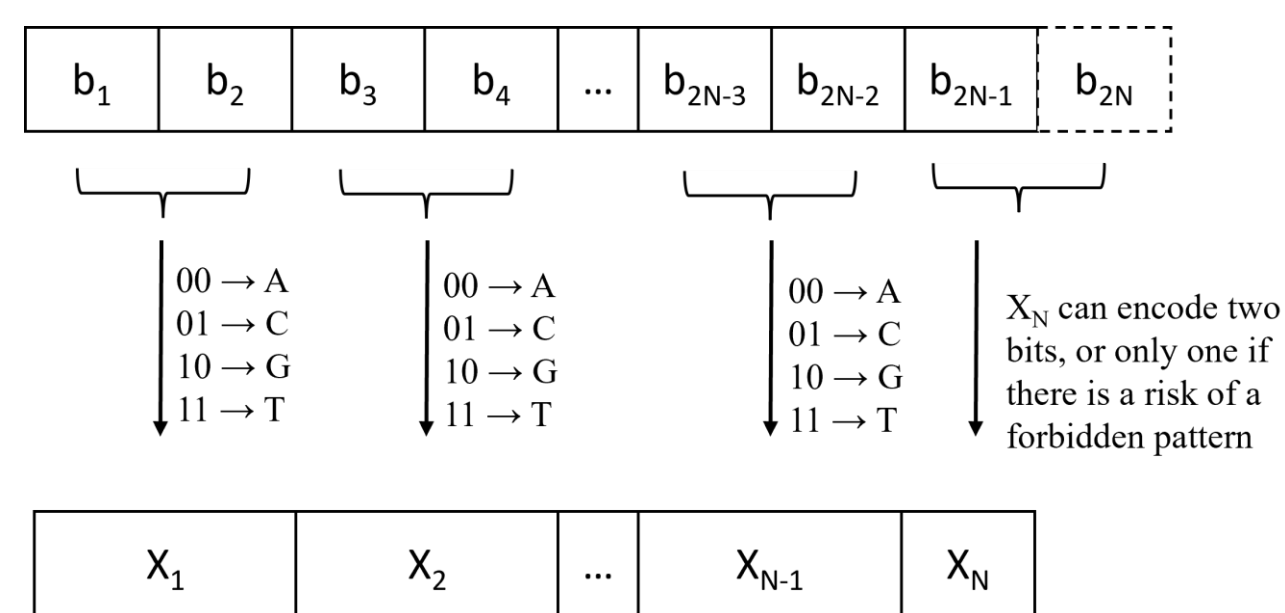 b1 b2 b3 b4 ... b2N-3 b2N-2 b2N-1 b2N
00 → A 00 → A 00 → A
01 → C 01 → C 01 → C
10 → G 10 → G 10 → G
11 → T 11 → T 11 → T
XN can encode two
bits, or only one if
there is a risk of a
forbidden pattern
X1 X2 ... XN-1 XN